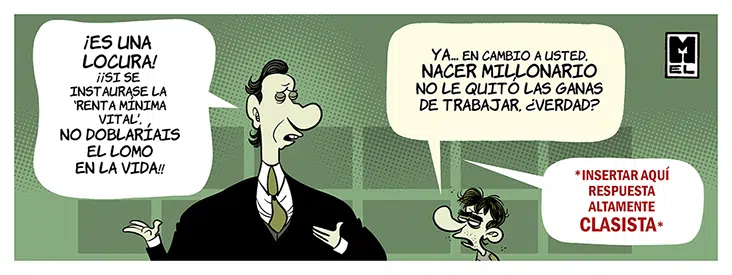 ¡ES UNA
LOCURA!
¡¡SI SE
INSTAURASE LA
'RENTA MÍNIMA
VITAL',
NO DOBLARÍAIS
EL LOMO
EN LA VIDA!!
YA... EN CAMBIO A USTED,
NACER MILLONARIO
NO LE QUITÓ LAS GANAS
DE TRABAJAR, ¿VERDAD?
*INSERTAR AQUÍ
RESPUESTA
ALTAMENTE
CLASISTA*
M
EL